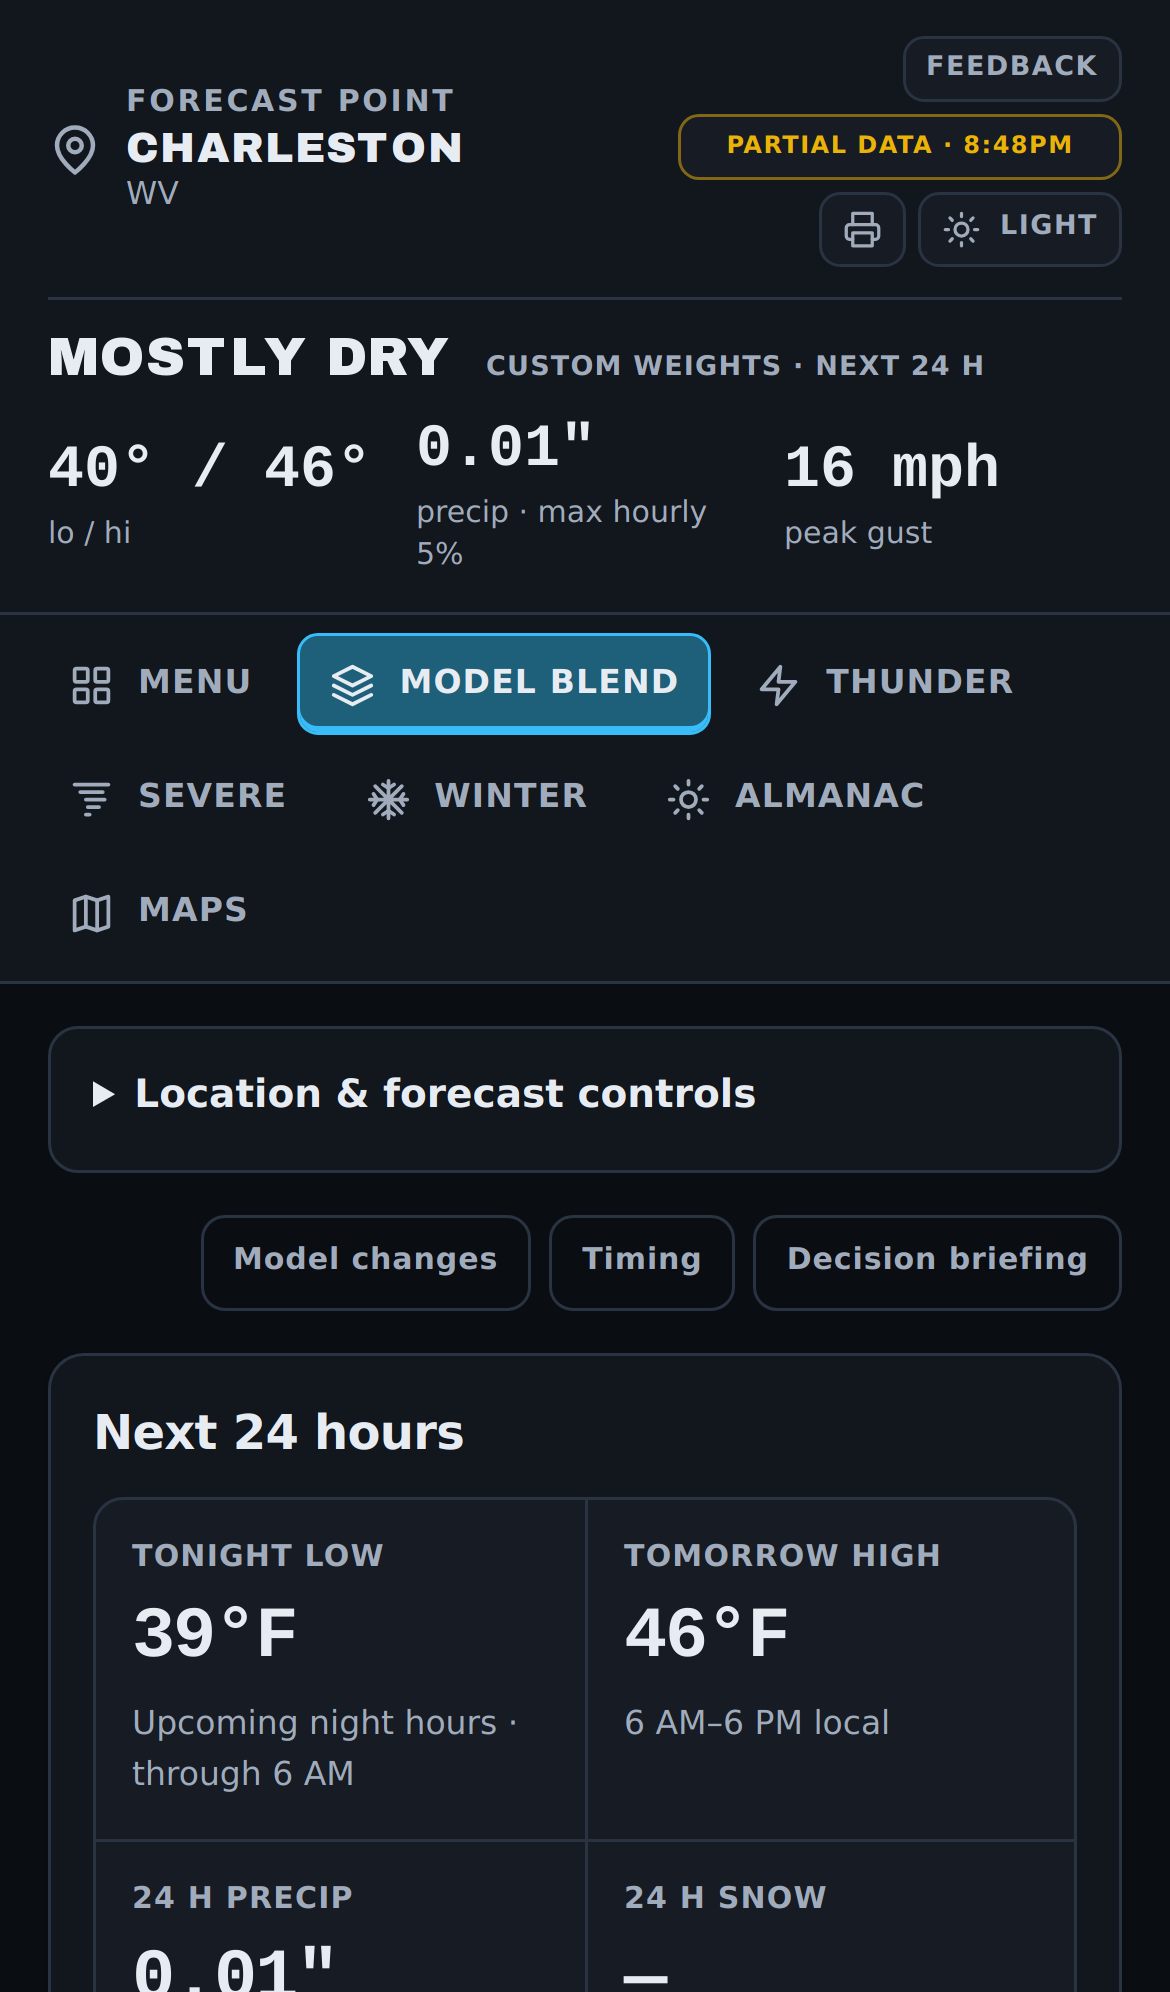 FORECAST POINT
CHARLESTON
WV
FEEDBACK
PARTIAL DATA · 8:48PM
LIGHT
MOSTLY DRY CUSTOM WEIGHTS · NEXT 24 H
40° / 46°
lo / hi
0.01"
precip · max hourly
5%
16 mph
peak gust
MENU
MODEL BLEND
THUNDER
SEVERE
WINTER
ALMANAC
MAPS
Location & forecast controls
Model changes
Timing
Decision briefing
Next 24 hours
TONIGHT LOW
39°F
Upcoming night hours ·
through 6 AM
TOMORROW HIGH
46°F
6 AM–6 PM local
24 H PRECIP
0.01"
24 H SNOW
—